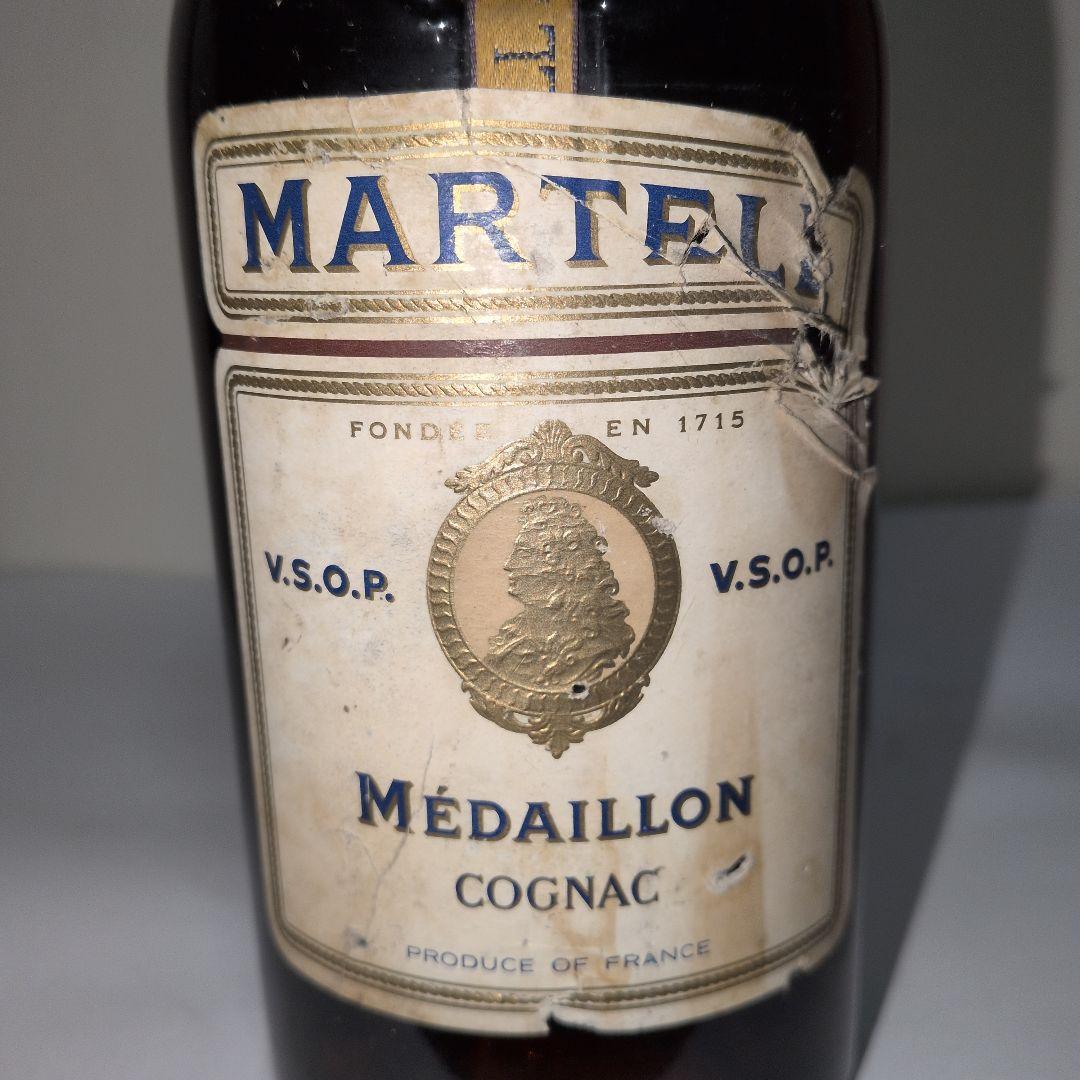 MARTELL
FONDÉE EN 1715
V.S.O.P. V.S.O.P.
MÉDAILLON
COGNAC
PRODUCE OF FRANCE